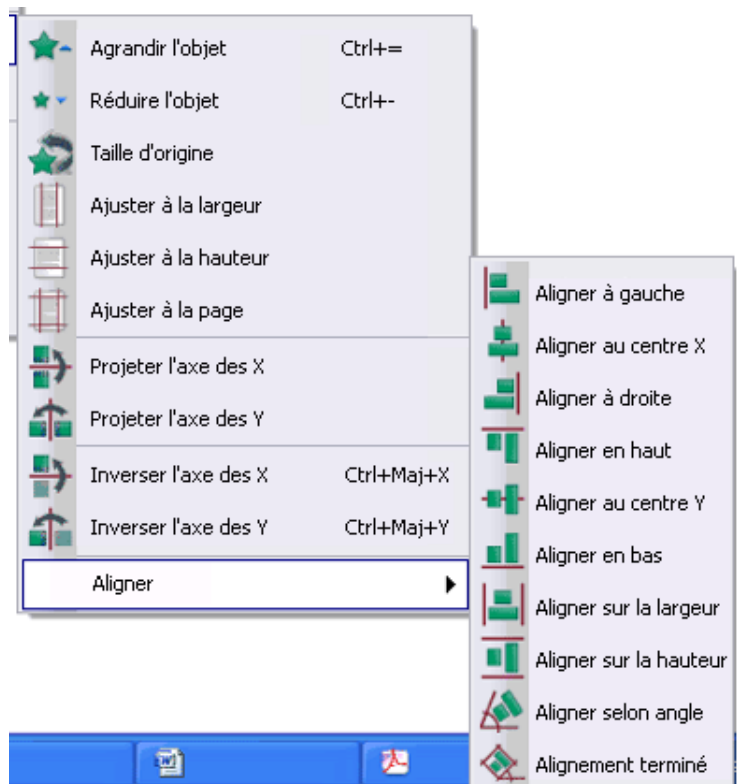 Agrandir l'objet Ctrl+=
Réduire l'objet Ctrl+-
Taille d'origine
Ajuster à la largeur
Ajuster à la hauteur
Ajuster à la page
Projeter l'axe des X
Projeter l'axe des Y
Inverser l'axe des X Ctrl+Maj+X
Inverser l'axe des Y Ctrl+Maj+Y
Aligner
Aligner à gauche
Aligner au centre X
Aligner à droite
Aligner en haut
Aligner au centre Y
Aligner en bas
Aligner sur la largeur
Aligner sur la hauteur
Aligner selon angle
Alignement terminé